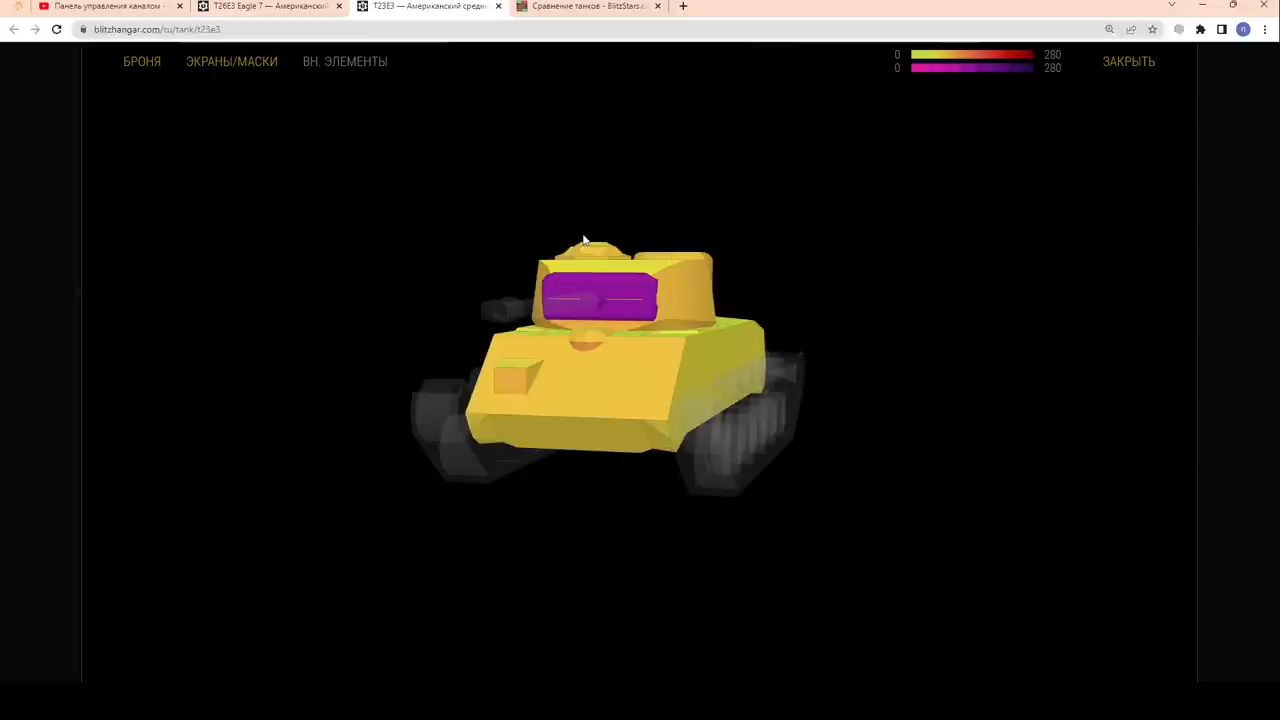 Панель управления каналом -
T26E3 Eagle 7 — Американский
T23E3 — Американский средн
Сравнение танков - BlitzStars.c
blitzhangar.com/ru/tank/t23e3
БРОНЯ
ЭКРАНЫ/МАСКИ
ВН. ЭЛЕМЕНТЫ
0
280
0
280
ЗАКРЫТЬ